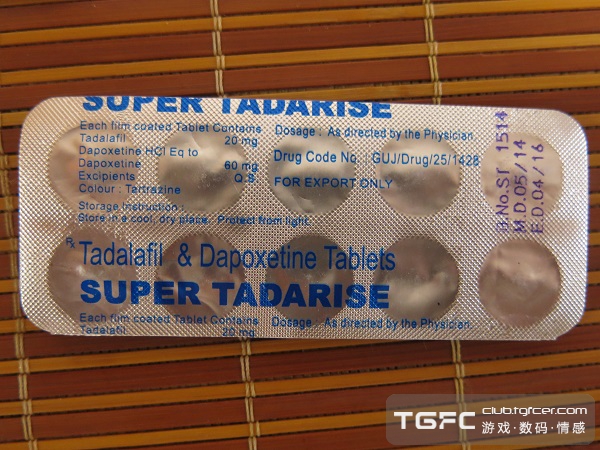 SUPER TADARISE
Each film coated Tablet Contains
Tadalafil 20 mg
Dapoxetine HCl Eq to
Dapoxetine 60 mg
Excipients Q.S
Colour : Tartrazine
Storage Instruction :
Store in a cool, dry place. Protect from light.
Dosage : As directed by the Physician.
Drug Code No. GUJ/Drug/25/1428
FOR EXPORT ONLY
B.No.ST 1514
M.D.05/14
E.D.04/16
Rx Tadalafil & Dapoxetine Tablets
SUPER TADARISE
Each film coated Tablet Contains
Tadalafil 20 mg
Dosage : As directed by the Physician.
TGFC club.tgfcer.com
游戏·数码·情感